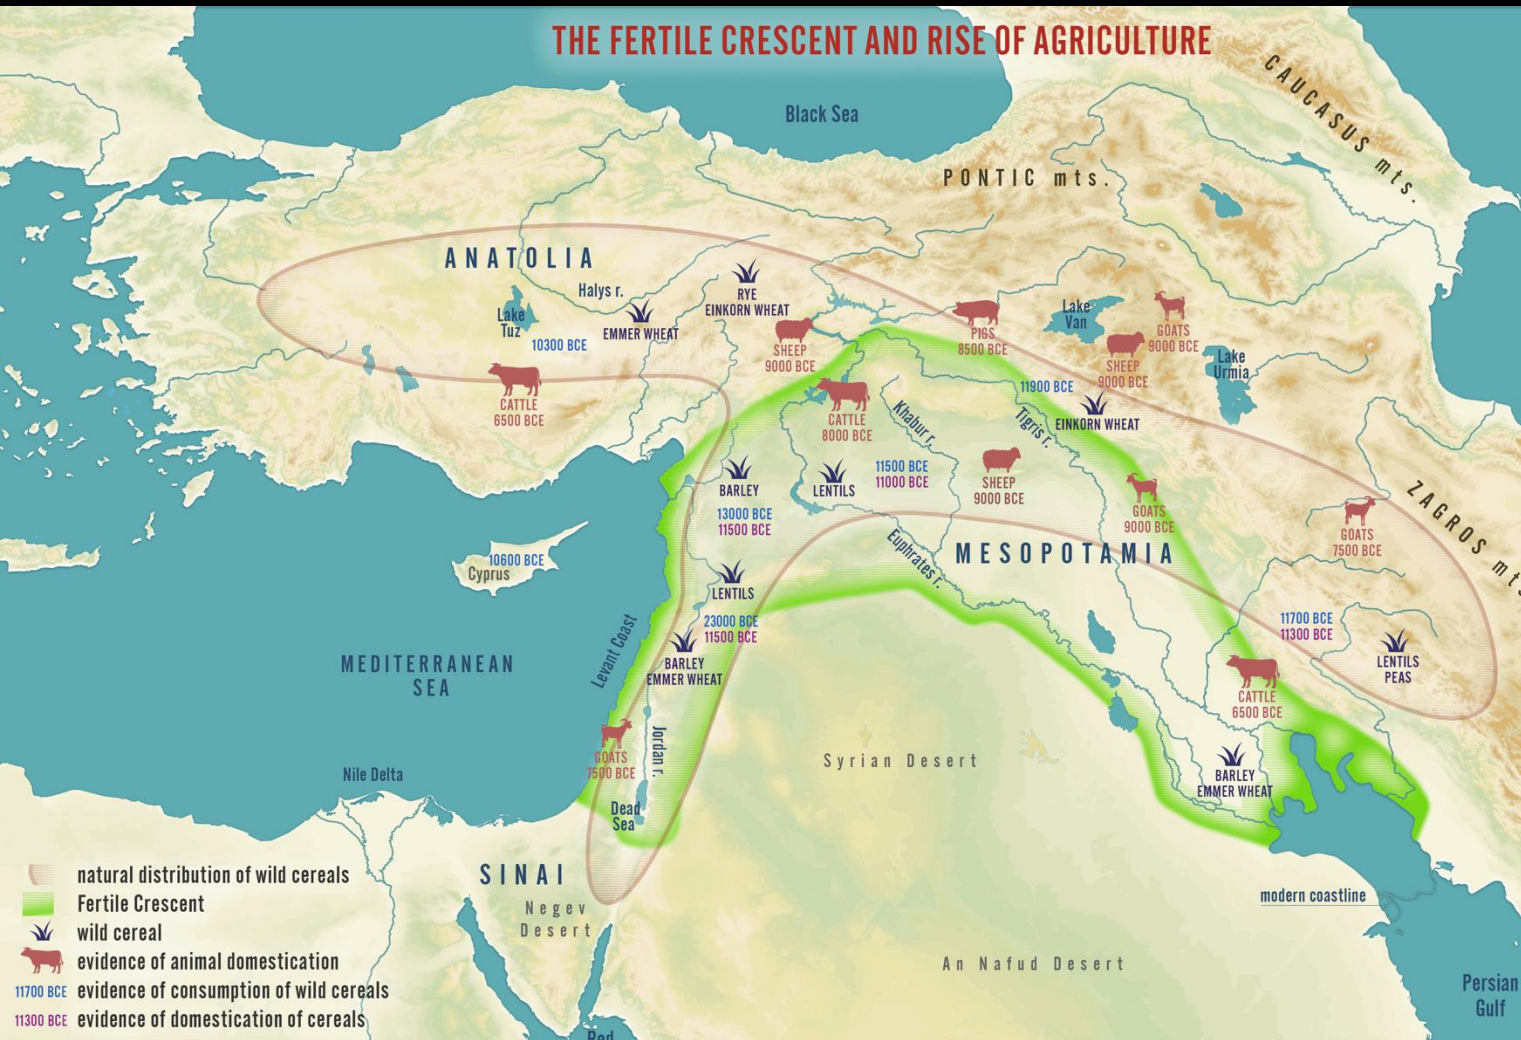 THE FERTILE CRESCENT AND RISE OF AGRICULTURE
CAUCASUS mts.
Black Sea
PONTIC mts.
ANATOLIA
Halys r.
RYE
EINKORN WHEAT
Lake
Tuz
EMMER WHEAT
10300 BCE
SHEEP
9000 BCE
PIGS
8500 BCE
Lake
Van
GOATS
9000 BCE
SHEEP
9000 BCE
Lake
Urmia
CATTLE
6500 BCE
CATTLE
8000 BCE
Khabur r.
Tigris r.
11900 BCE
EINKORN WHEAT
BARLEY
13000 BCE
11500 BCE
LENTILS
11500 BCE
11000 BCE
SHEEP
9000 BCE
GOATS
9000 BCE
GOATS
7500 BCE
ZAGROS mts
10600 BCE
Cyprus
Euphrates r.
MESOPOTAMIA
LENTILS
23000 BCE
11500 BCE
Levant Coast
BARLEY
EMMER WHEAT
MEDITERRANEAN
SEA
11700 BCE
11300 BCE
LENTILS
PEAS
CATTLE
6500 BCE
GOATS
7500 BCE
Jordan r.
Syrian Desert
Nile Delta
BARLEY
EMMER WHEAT
Dead
Sea
SINAI
Negev
Desert
modern coastline
An Nafud Desert
Persian
Gulf
Red
natural distribution of wild cereals
Fertile Crescent
wild cereal
evidence of animal domestication
11700 BCE evidence of consumption of wild cereals
11300 BCE evidence of domestication of cereals